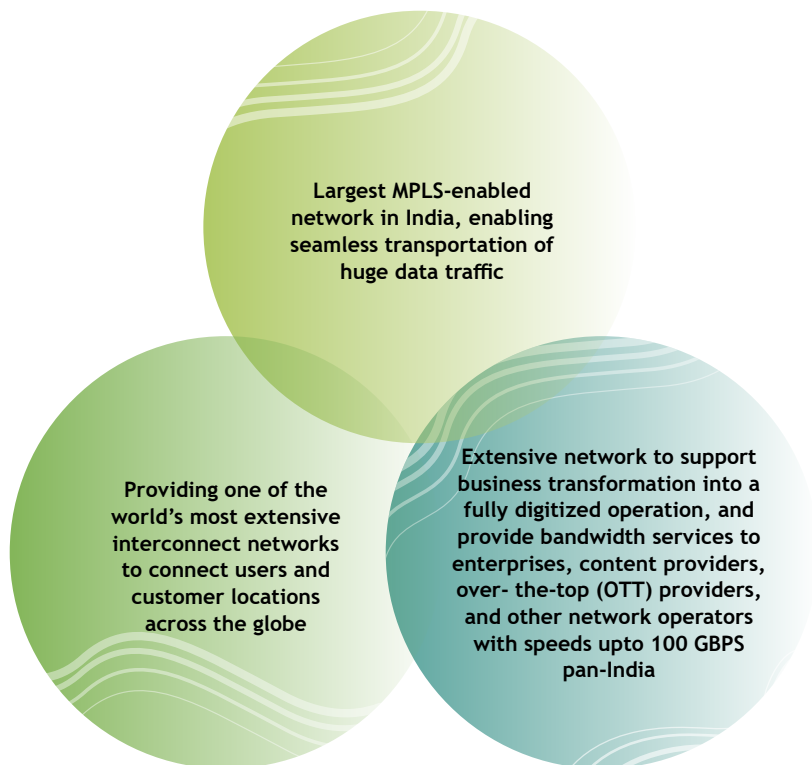 Largest MPLS-enabled
network in India, enabling
seamless transportation of
huge data traffic
Providing one of the
world's most extensive
interconnect networks
to connect users and
customer locations
across the globe
Extensive network to support
business transformation into a
fully digitized operation, and
provide bandwidth services to
enterprises, content providers,
over- the-top (OTT) providers,
and other network operators
with speeds upto 100 GBPS
pan-India